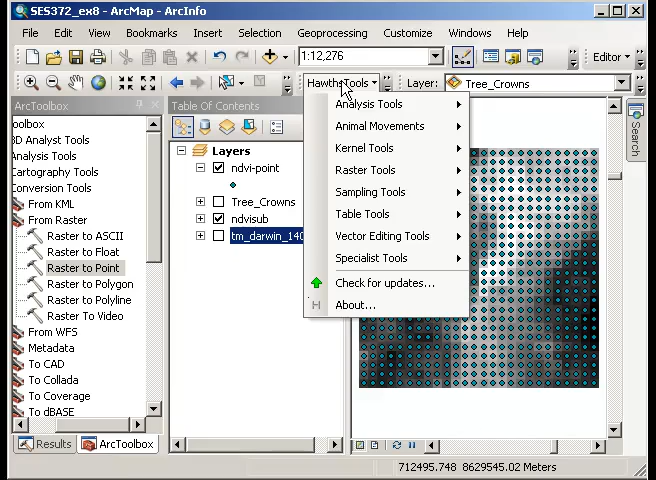 SES372_ex8 - ArcMap - ArcInfo
File Edit View Bookmarks Insert Selection Geoprocessing Customize Windows Help
1:12,276
Editor
HawthsTools
Layer: Tree_Crowns
ArcToolbox
Table Of Contents
oolbox
3D Analyst Tools
Analysis Tools
Cartography Tools
Conversion Tools
From KML
From Raster
Raster to ASCII
Raster to Float
Raster to Point
Raster to Polygon
Raster to Polyline
Raster To Video
From WFS
Metadata
To CAD
To Collada
To Coverage
To dBASE
Results
ArcToolbox
Layers
ndvi-point
Tree_Crowns
ndvisub
tm_darwin_140
Analysis Tools
Animal Movements
Kernel Tools
Raster Tools
Sampling Tools
Table Tools
Vector Editing Tools
Specialist Tools
Check for updates...
H About...
Search
712495.748 8629545.02 Meters